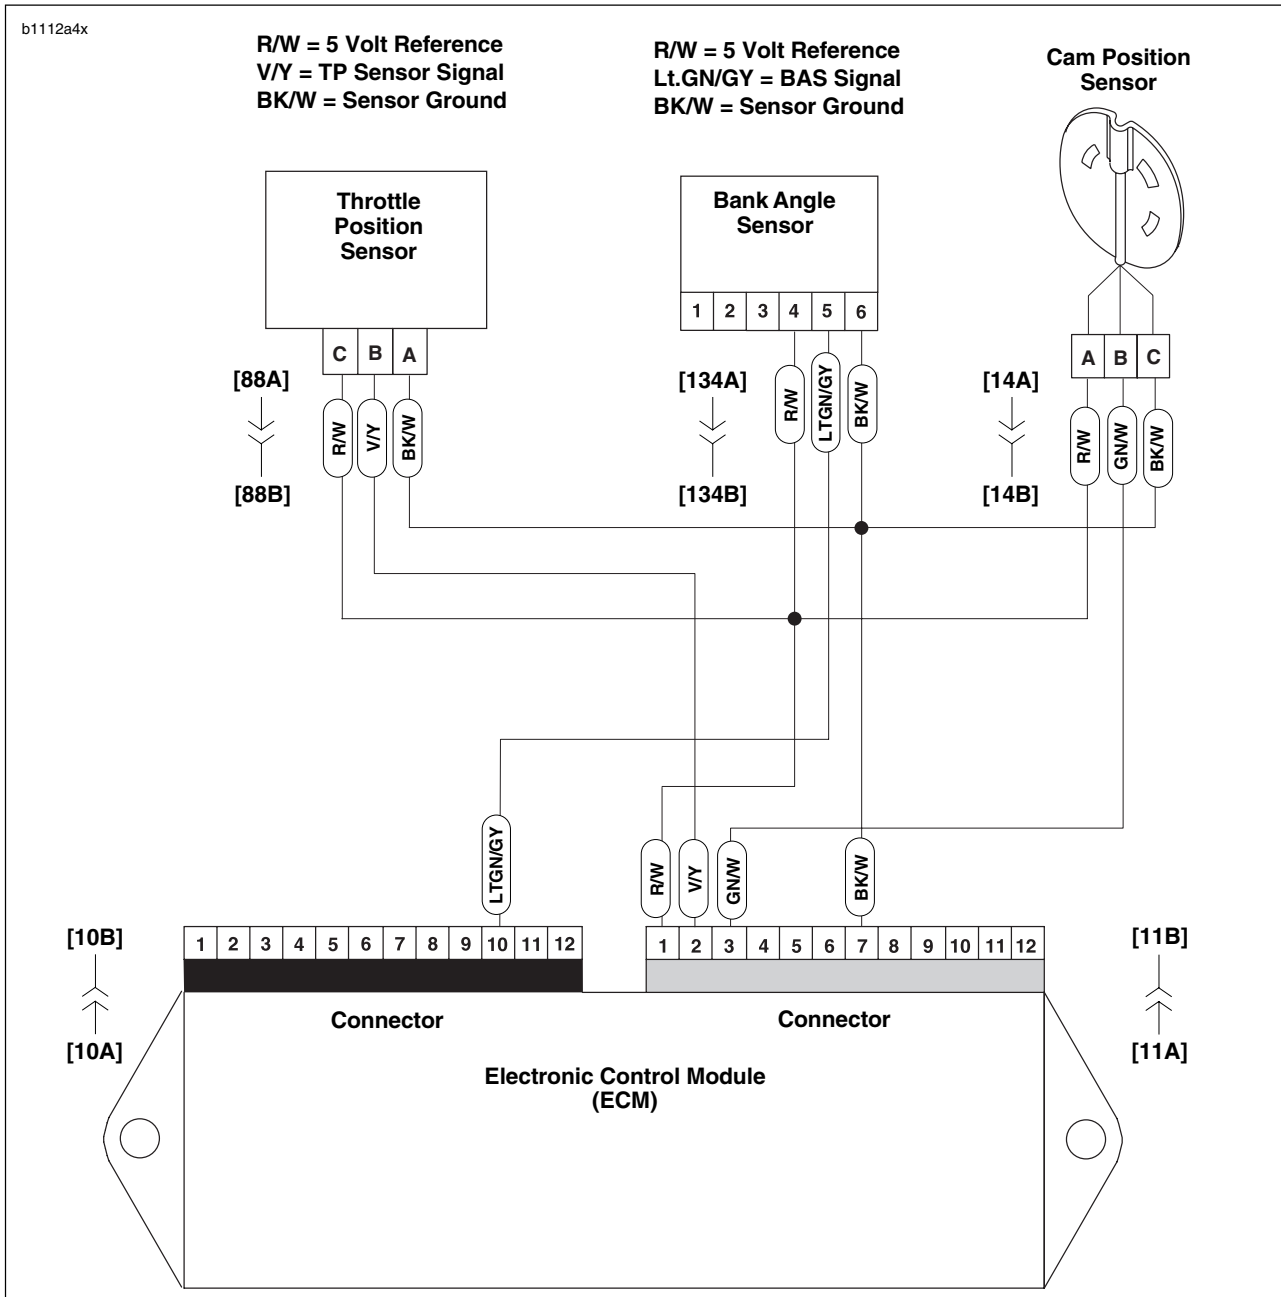 b1112a4x
R/W = 5 Volt Reference
V/Y = TP Sensor Signal
BK/W = Sensor Ground
R/W = 5 Volt Reference
Lt.GN/GY = BAS Signal
BK/W = Sensor Ground
Cam Position
Sensor
Throttle
Position
Sensor
C B A
Bank Angle
Sensor
1 2 3 4 5 6
A B C
[88A]
[88B]
R/W V/Y BK/W
[134A]
[134B]
R/W LTGN/GY BK/W
[14A]
[14B]
R/W GN/W BK/W
LTGN/GY
R/W V/Y GN/W BK/W
[10B]
[10A]
1 2 3 4 5 6 7 8 9 10 11 12
1 2 3 4 5 6 7 8 9 10 11 12
[11B]
[11A]
Connector
Connector
Electronic Control Module
(ECM)